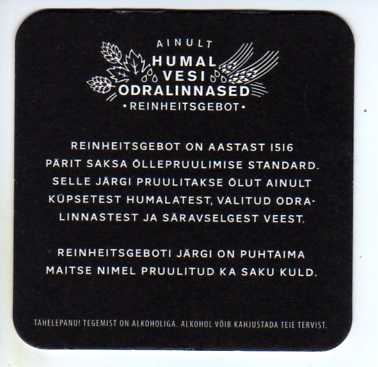 AINULT
HUMAL
VESI
ODRALINNASED
• REINHEITSGEBOT •
REINHEITSGEBOT ON AASTAST 1516
PÄRIT SAKSA ÕLLEPRUULIMISE STANDARD.
SELLE JÄRGI PRUULITAKSE ÕLUT AINULT
KÜPSETEST HUMALATEST, VALITUD ODRA-
LINNASTEST JA SÄRAVSELGEST VEEST.
REINHEITSGEBOTI JÄRGI ON PUHTAIMA
MAITSE NIMEL PRUULITUD KA SAKU KULD.
TÄHELEPANU! TEGEMIST ON ALKOHOLIGA. ALKOHOL VÕIB KAHJUSTADA TEIE TERVIST.